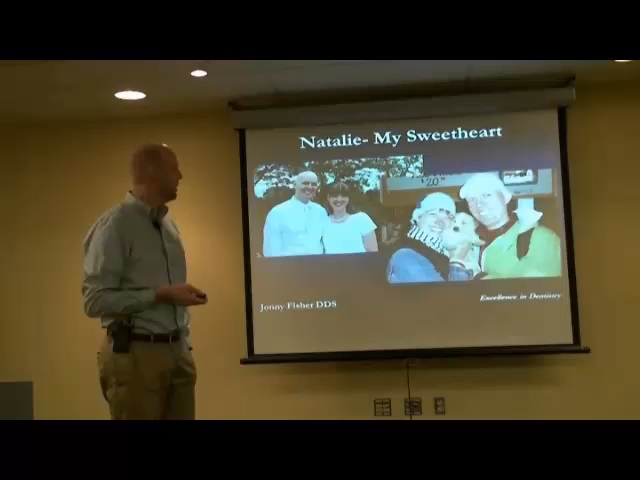 Natalie- My Sweetheart
Jonny Fisher DDS
Excellence in Dentistry